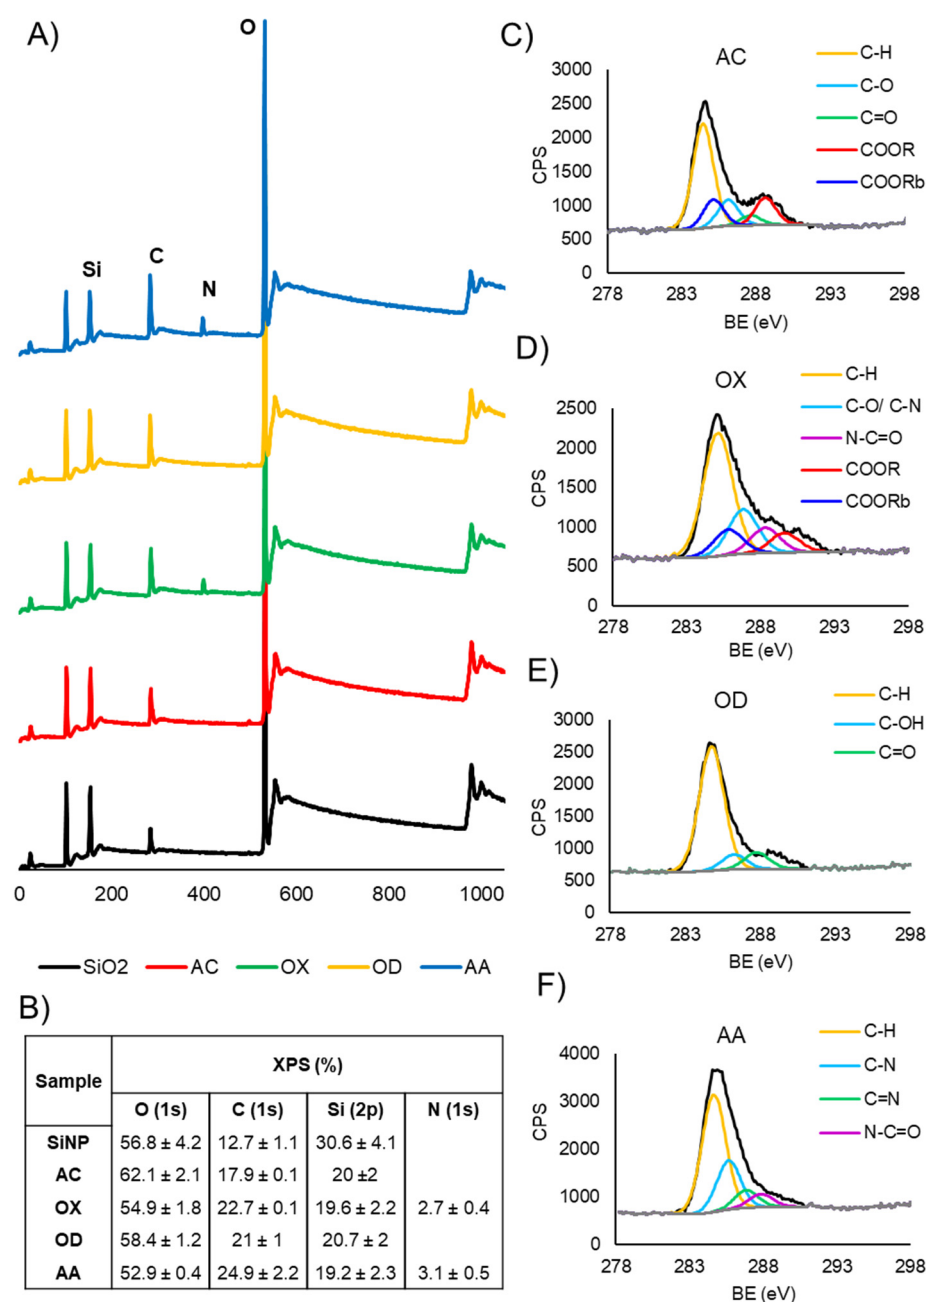 A)
O
Si
C
N
0 200 400 600 800 1000
SiO2 AC OX OD AA
B)
Sample XPS (%)
O (1s) C (1s) Si (2p) N (1s)
SiNP 56.8 ± 4.2 12.7 ± 1.1 30.6 ± 4.1
AC 62.1 ± 2.1 17.9 ± 0.1 20 ±2
OX 54.9 ± 1.8 22.7 ± 0.1 19.6 ± 2.2 2.7 ± 0.4
OD 58.4 ± 1.2 21 ± 1 20.7 ± 2
AA 52.9 ± 0.4 24.9 ± 2.2 19.2 ± 2.3 3.1 ± 0.5
C)
AC
C-H
C-O
C=O
COOR
COORb
CPS
3000
2500
2000
1500
1000
500
0
278 283 288 293 298
BE (eV)
D)
OX
C-H
C-O/ C-N
N-C=O
COOR
COORb
CPS
2500
2000
1500
1000
500
0
278 283 288 293 298
BE (eV)
E)
OD
C-H
C-OH
C=O
CPS
3000
2500
2000
1500
1000
500
0
278 283 288 293 298
BE (eV)
F)
AA
C-H
C-N
C=N
N-C=O
CPS
4000
3000
2000
1000
0
278 283 288 293 298
BE (eV)